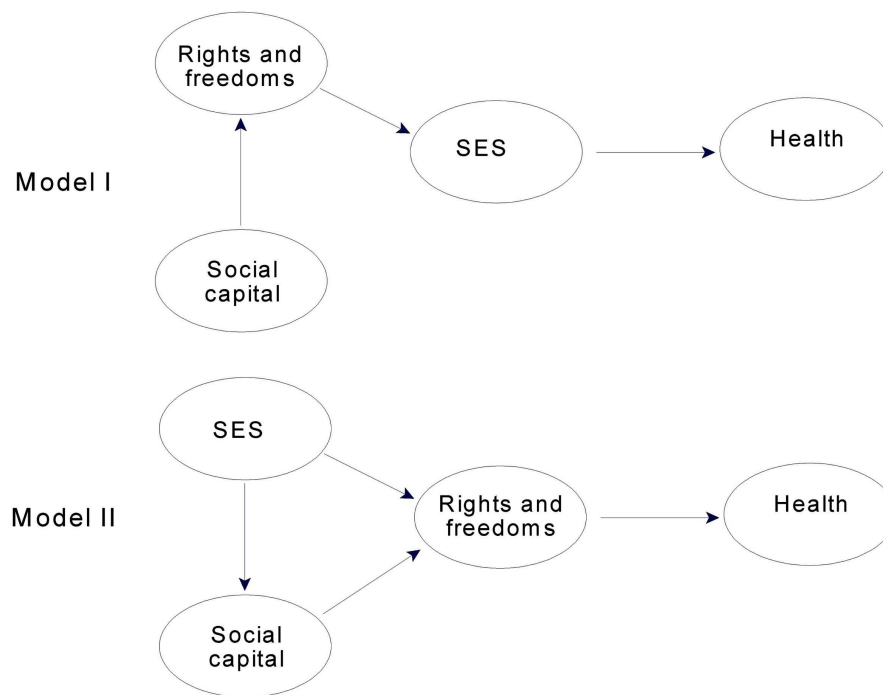 Rights and
freedoms
SES
Health
Model I
Social
capital
SES
Model II
Rights and
freedoms
Health
Social
capital